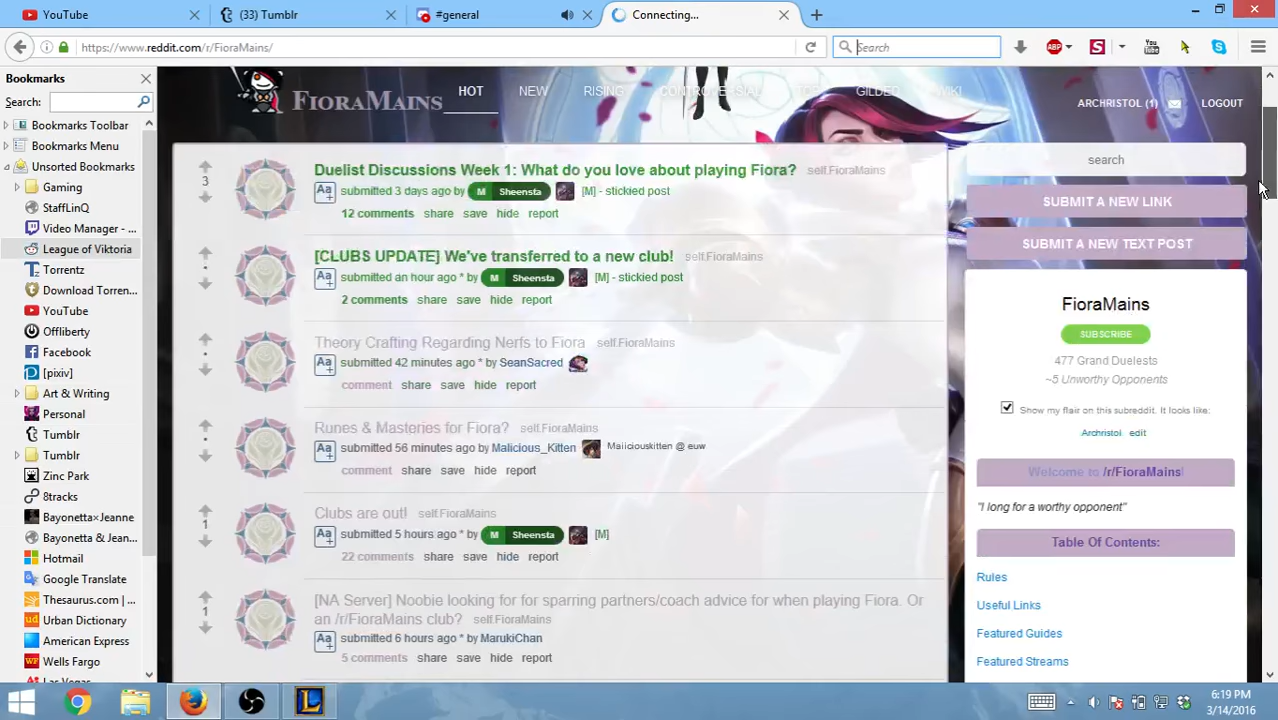 YouTube
(33) Tumblr
#general
Connecting...
https://www.reddit.com/r/FioraMains/
Search
ABP
Bookmarks
Search:
Bookmarks Toolbar
Bookmarks Menu
Unsorted Bookmarks
Gaming
StaffLinQ
Video Manager - ...
League of Viktoria
Torrentz
Download Torren...
YouTube
Offliberty
Facebook
[pixiv]
Art & Writing
Personal
Tumblr
Tumblr
Zinc Park
8tracks
Bayonetta×Jeanne
Bayonetta & Jean...
Hotmail
Google Translate
Thesaurus.com | ...
Urban Dictionary
American Express
Wells Fargo
FIORAMAINS
HOT NEW RISING CONTROVERSIAL TOP GILDED WIKI
ARCHRISTOL (1) LOGOUT
3
Duelist Discussions Week 1: What do you love about playing Fiora? self.FioraMains
submitted 3 days ago by M Sheensta [M] - stickied post
12 comments share save hide report
[CLUBS UPDATE] We've transferred to a new club! self.FioraMains
submitted an hour ago * by M Sheensta [M] - stickied post
2 comments share save hide report
Theory Crafting Regarding Nerfs to Fiora self.FioraMains
submitted 42 minutes ago * by SeanSacred
comment share save hide report
Runes & Masteries for Fiora? self.FioraMains
submitted 56 minutes ago by Malicious_Kitten Maliciouskitten @ euw
comment share save hide report
1
Clubs are out! self.FioraMains
submitted 5 hours ago * by M Sheensta [M]
22 comments share save hide report
1
[NA Server] Noobie looking for for sparring partners/coach advice for when playing Fiora. Or
an /r/FioraMains club? self.FioraMains
submitted 6 hours ago * by MarukiChan
5 comments share save hide report
search
SUBMIT A NEW LINK
SUBMIT A NEW TEXT POST
FioraMains
SUBSCRIBE
477 Grand Duelests
~5 Unworthy Opponents
Show my flair on this subreddit. It looks like:
Archristol edit
Welcome to /r/FioraMains!
"I long for a worthy opponent"
Table Of Contents:
Rules
Useful Links
Featured Guides
Featured Streams
6:19 PM
3/14/2016